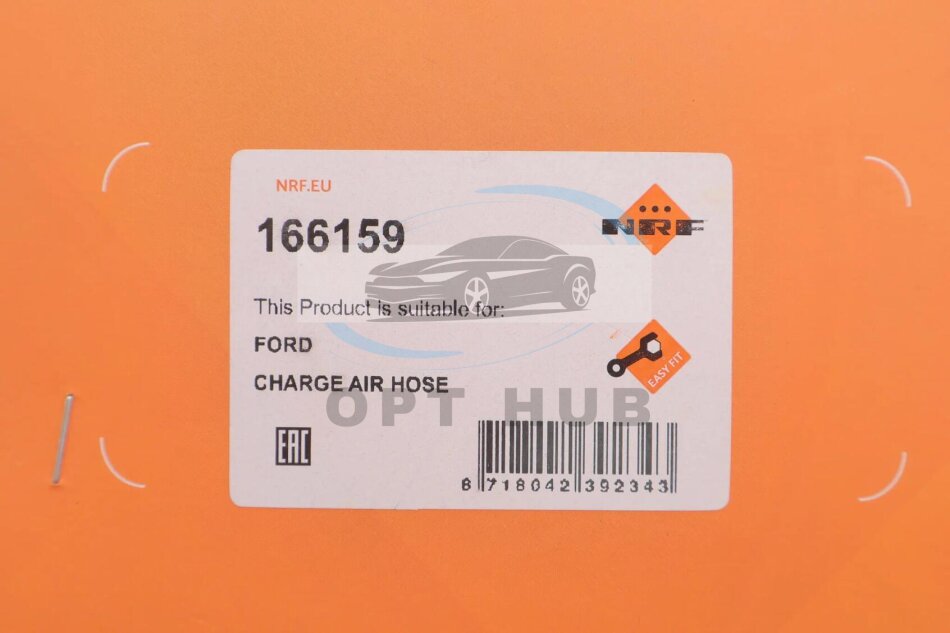 NRF.EU
166159
NRF
This Product is suitable for:
FORD
EASY FIT
CHARGE AIR HOSE
OPT HUB
EAC
8 718042 392343